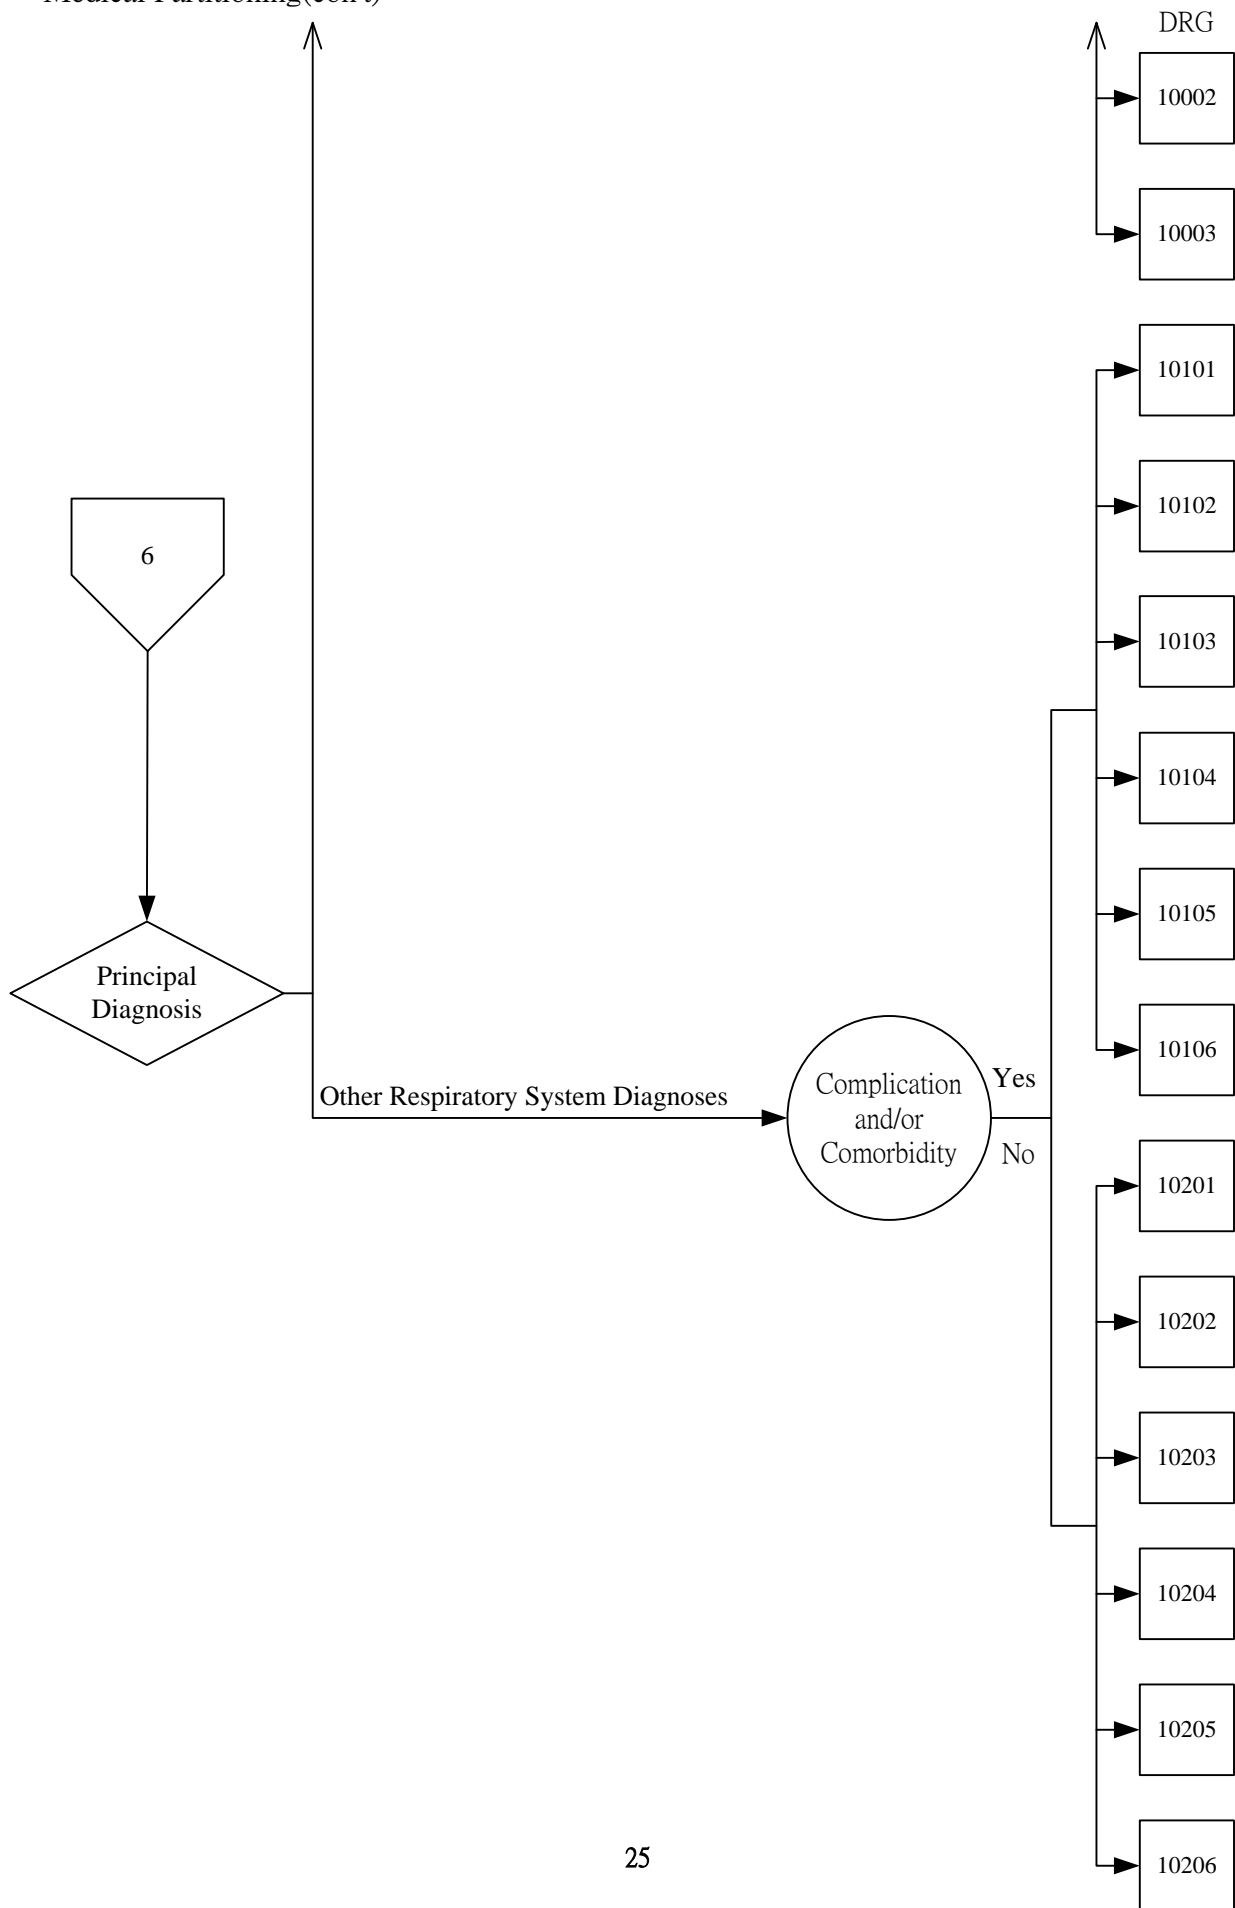 Medical Partitioning(con't)
DRG
10002
10003
10101
10102
6
10103
10104
10105
Principal
Diagnosis
10106
Other Respiratory System Diagnoses
Complication
and/or
Comorbidity
Yes
No
10201
10202
10203
10204
10205
10206
25